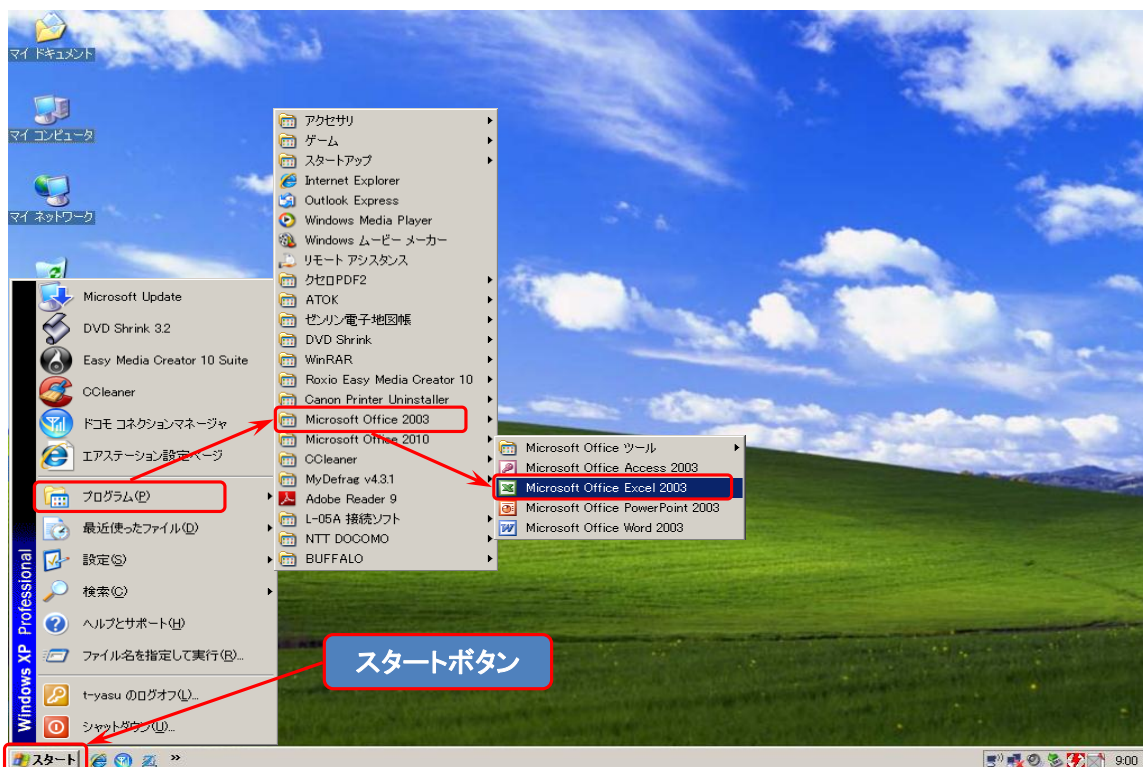 マイ ドキュメント
マイ コンピュータ
マイ ネットワーク
Microsoft Update
DVD Shrink 3.2
Easy Media Creator 10 Suite
CCleaner
ドコモ コネクションマネージャ
エアステーション設定ページ
プログラム(P)
最近使ったファイル(D)
設定(S)
検索(C)
ヘルプとサポート(H)
ファイル名を指定して実行(R)...
t-yasu のログオフ(L)...
シャットダウン(U)...
Windows XP Professional
アクセサリ
ゲーム
スタートアップ
Internet Explorer
Outlook Express
Windows Media Player
Windows ムービー メーカー
リモート アシスタンス
クセロPDF2
ATOK
ゼンリン電子地図帳
DVD Shrink
WinRAR
Roxio Easy Media Creator 10
Canon Printer Uninstaller
Microsoft Office 2003
Microsoft Office 2010
CCleaner
MyDefrag v4.3.1
Adobe Reader 9
L-05A 接続ソフト
NTT DOCOMO
BUFFALO
Microsoft Office ツール
Microsoft Office Access 2003
Microsoft Office Excel 2003
Microsoft Office PowerPoint 2003
Microsoft Office Word 2003
スタートボタン
スタート
9:00